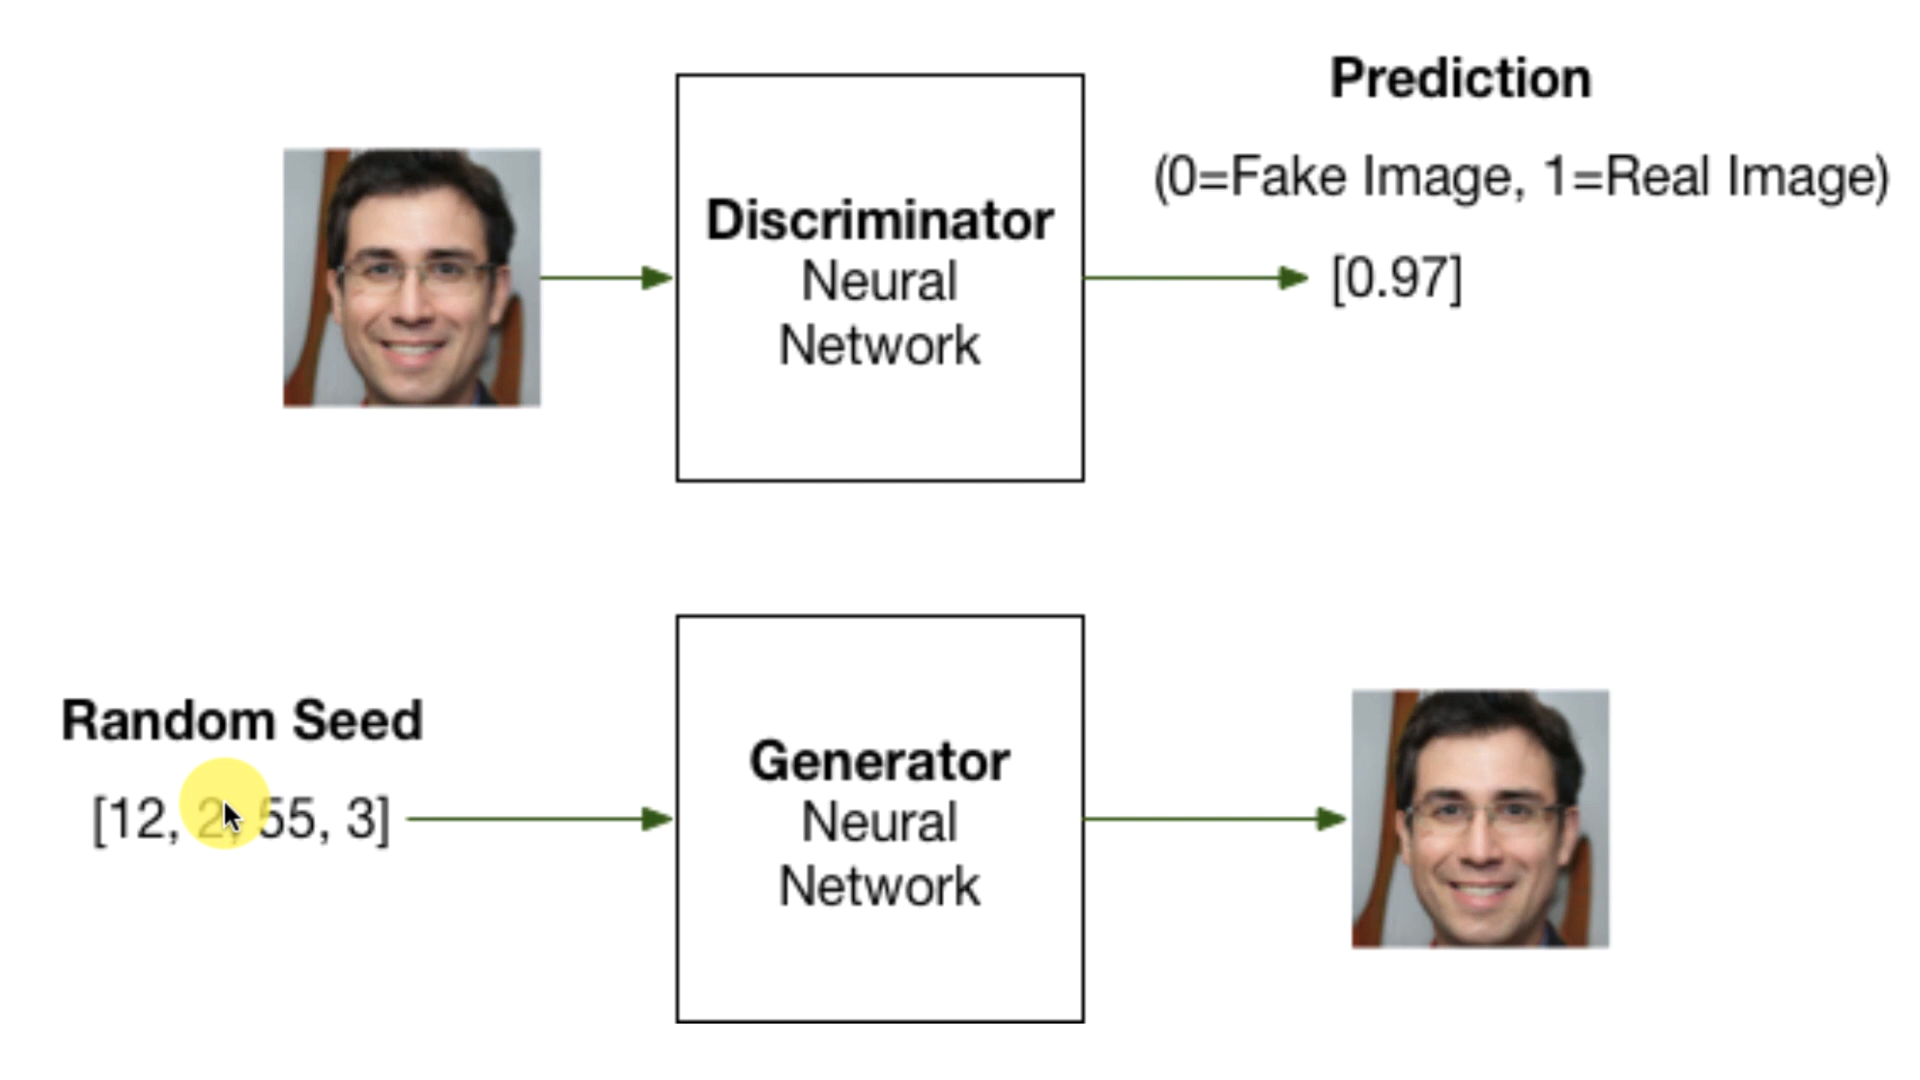 Prediction
(0=Fake Image, 1=Real Image)
Discriminator
Neural
Network
[0.97]
Random Seed
[12, 2, 55, 3]
Generator
Neural
Network